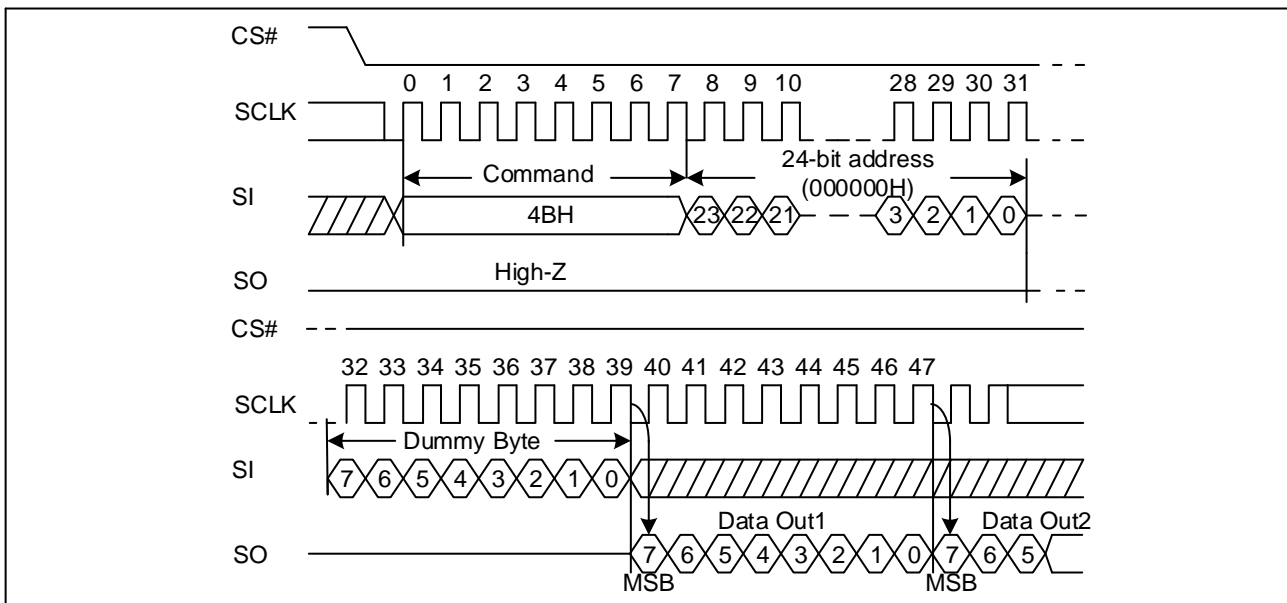 CS#
0 1 2 3 4 5 6 7 8 9 10 28 29 30 31
SCLK
Command 24-bit address
(000000H)
SI
4BH 23 22 21 3 2 1 0
High-Z
SO
CS#
32 33 34 35 36 37 38 39 40 41 42 43 44 45 46 47
SCLK
Dummy Byte
SI
7 6 5 4 3 2 1 0
Data Out1 Data Out2
SO
7 6 5 4 3 2 1 0 7 6 5
MSB MSB